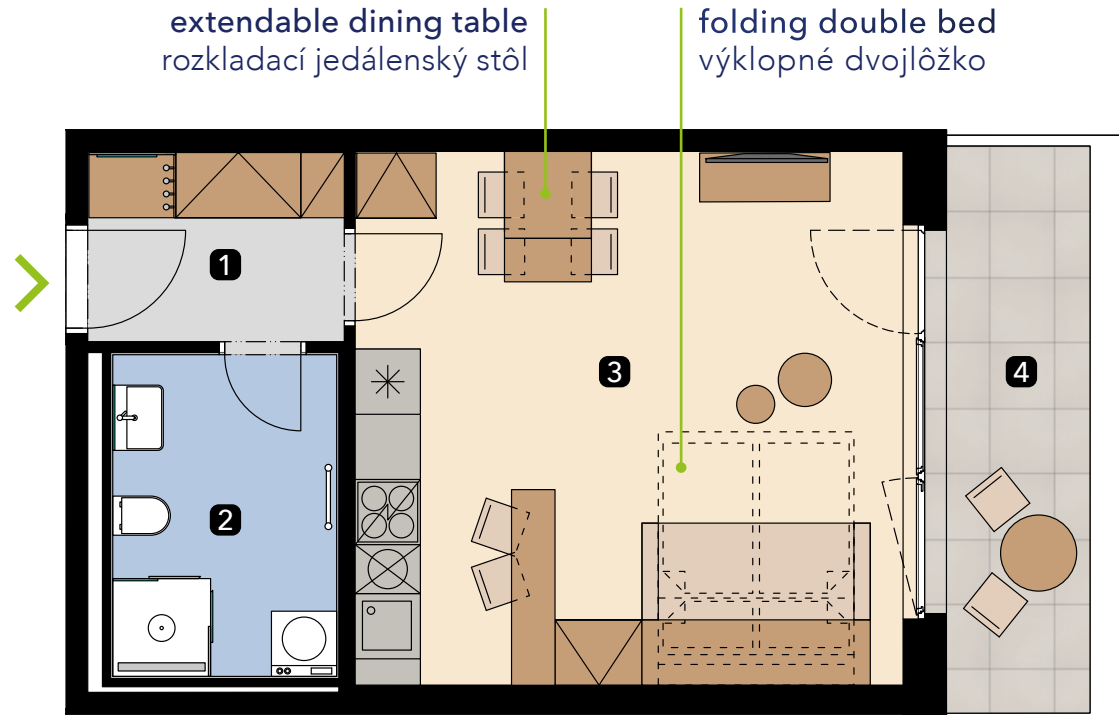 extendable dining table
rozkladací jedálenský stôl
folding double bed
výklopné dvojlôžko
1
3
4
2